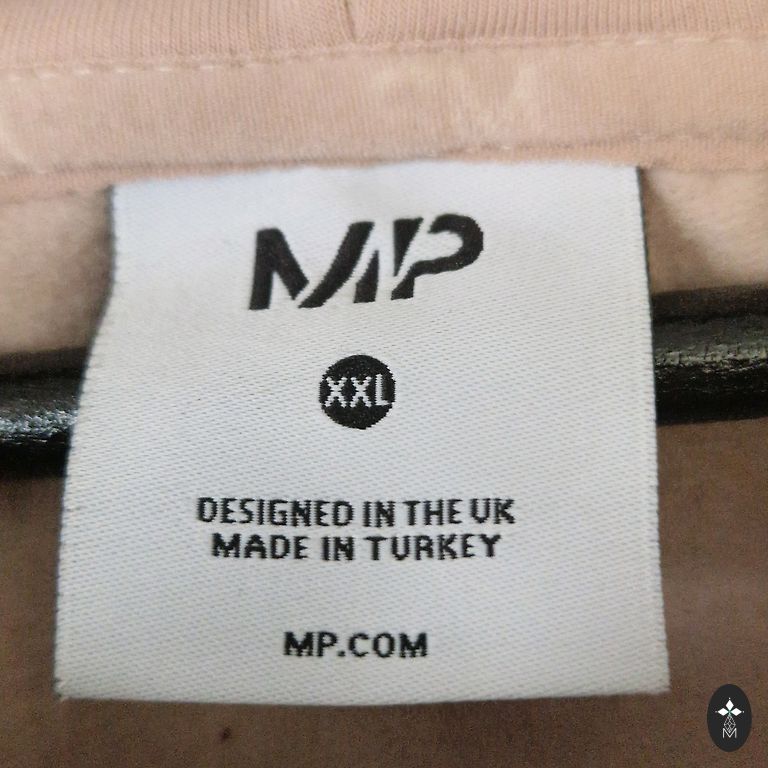 MP
XXL
DESIGNED IN THE UK
MADE IN TURKEY
MP.COM
M